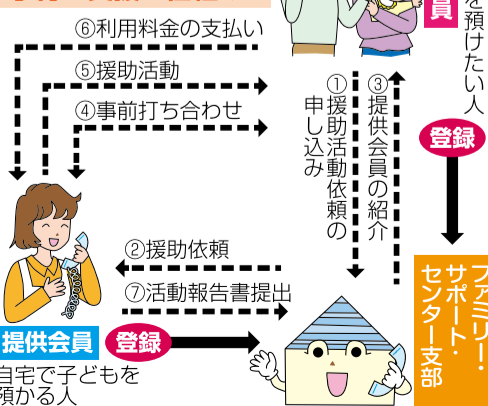 ⑥利用料金の支払い
⑤援助活動
④事前打ち合わせ
①援助活動依頼の
申し込み
③提供会員の紹介
員
を預けたい人
登録
②援助依頼
⑦活動報告書提出
ファミリー・
サポート・
センター支部
提供会員
登録
自宅で子どもを
預かる人